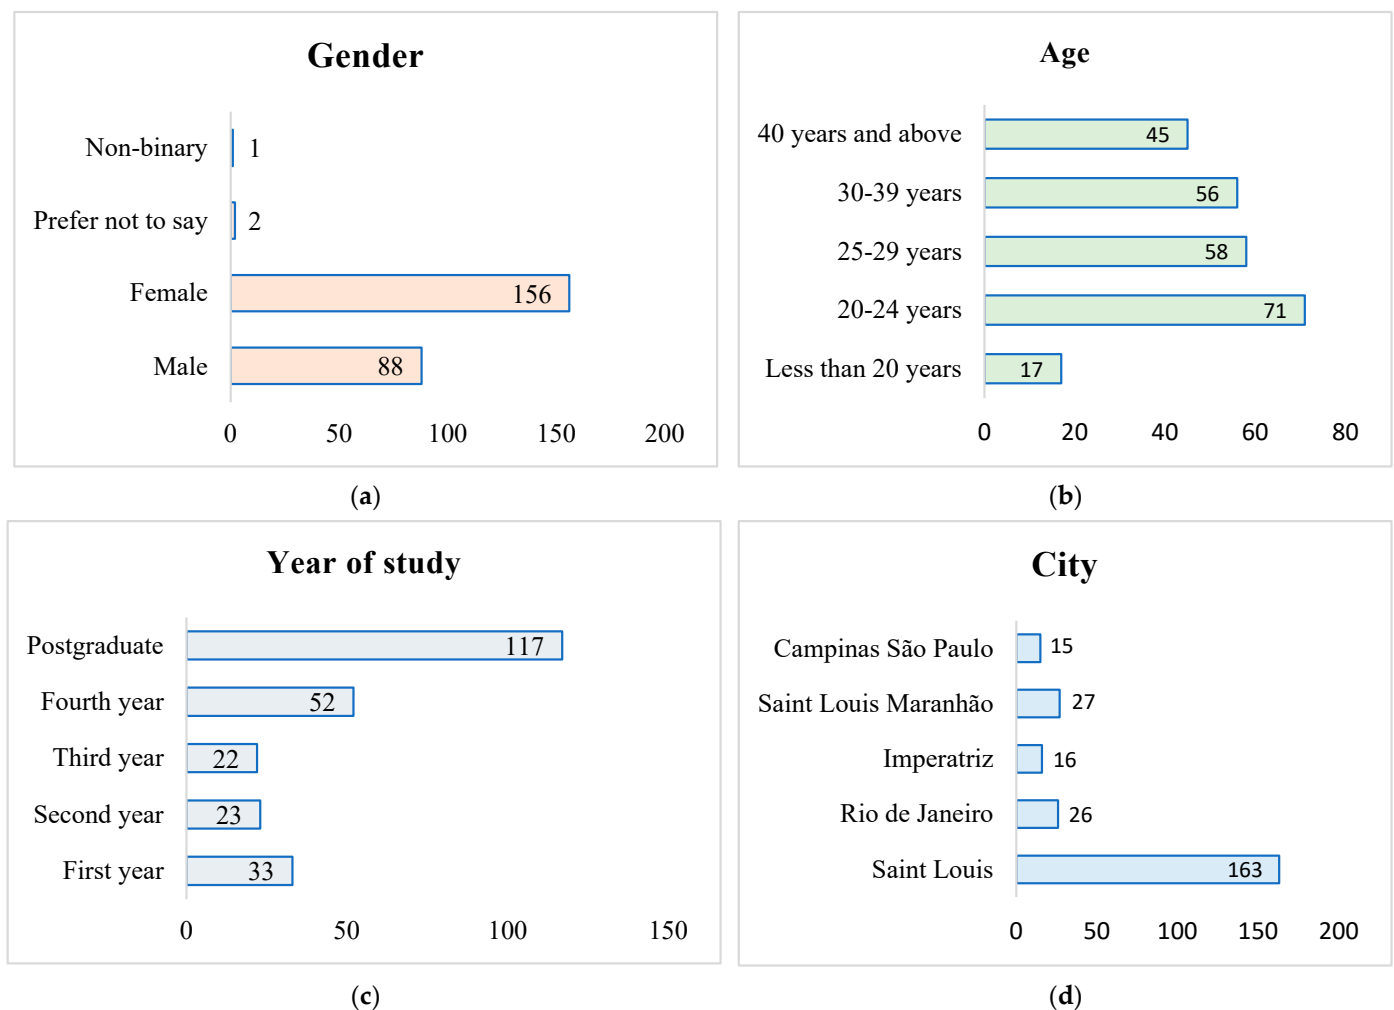 Gender
Non-binary 1
Prefer not to say 2
Female 156
Male 88
0 50 100 150 200
(a)
Age
40 years and above 45
30-39 years 56
25-29 years 58
20-24 years 71
Less than 20 years 17
0 20 40 60 80
(b)
Year of study
Postgraduate 117
Fourth year 52
Third year 22
Second year 23
First year 33
0 50 100 150
(c)
City
Campinas São Paulo 15
Saint Louis Maranhão 27
Imperatriz 16
Rio de Janeiro 26
Saint Louis 163
0 50 100 150 200
(d)